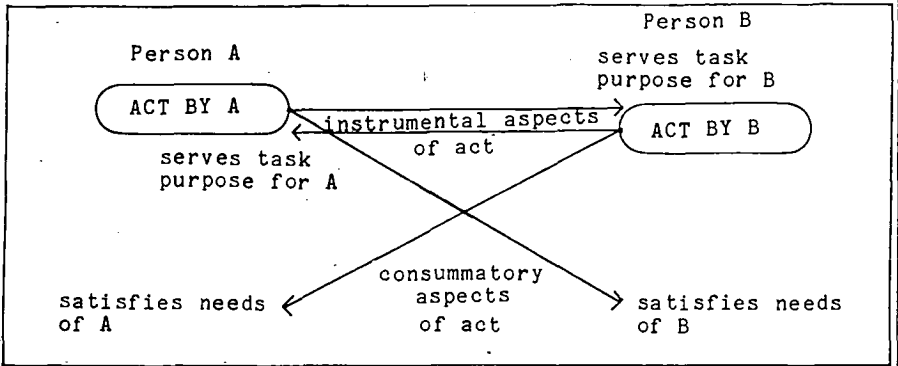 Person B
Person A
serves task
purpose for B
ACT BY A
instrumental aspects
of act
ACT BY B
serves task
purpose for A
consummatory
aspects
of act
satisfies needs
of A
satisfies needs
of B